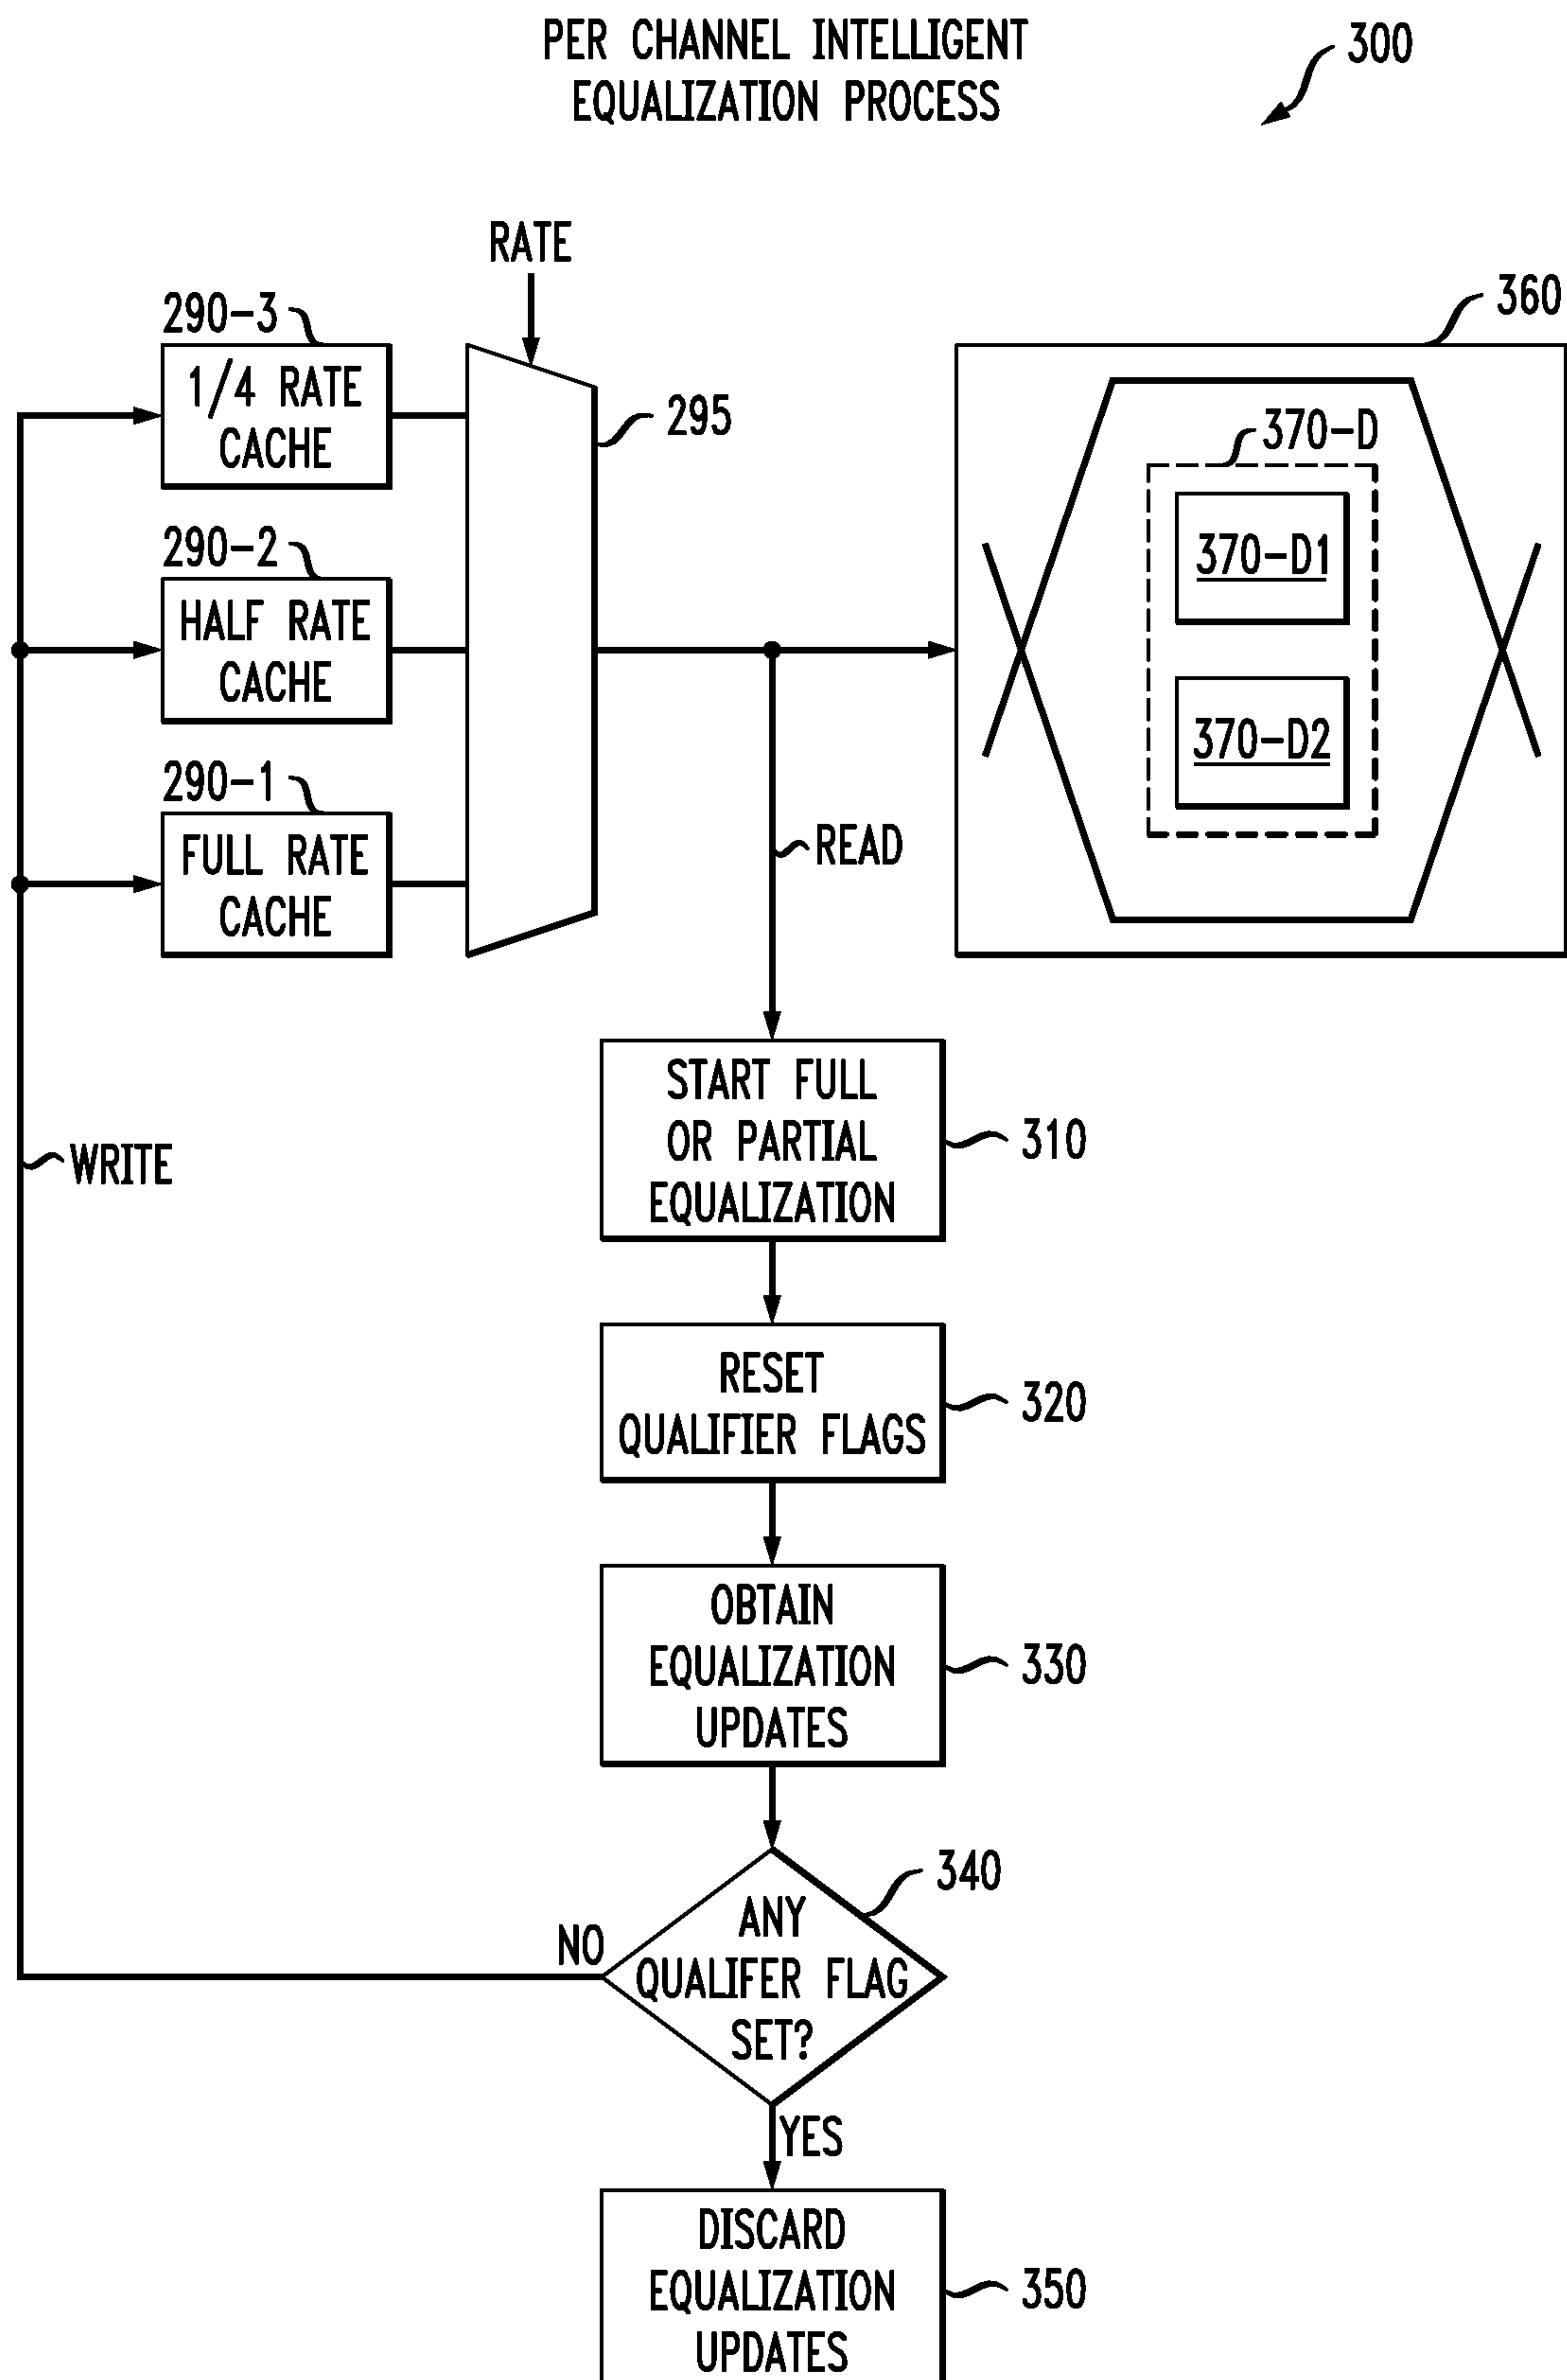 PER CHANNEL INTELLIGENT
EQUALIZATION PROCESS
300
RATE
290-3
1/4 RATE
CACHE
295
360
370-D
370-D1
370-D2
290-2
HALF RATE
CACHE
290-1
FULL RATE
CACHE
READ
WRITE
START FULL
OR PARTIAL
EQUALIZATION
310
RESET
QUALIFIER FLAGS
320
OBTAIN
EQUALIZATION
UPDATES
330
340
ANY
QUALIFER FLAG
SET?
NO
YES
DISCARD
EQUALIZATION
UPDATES
350